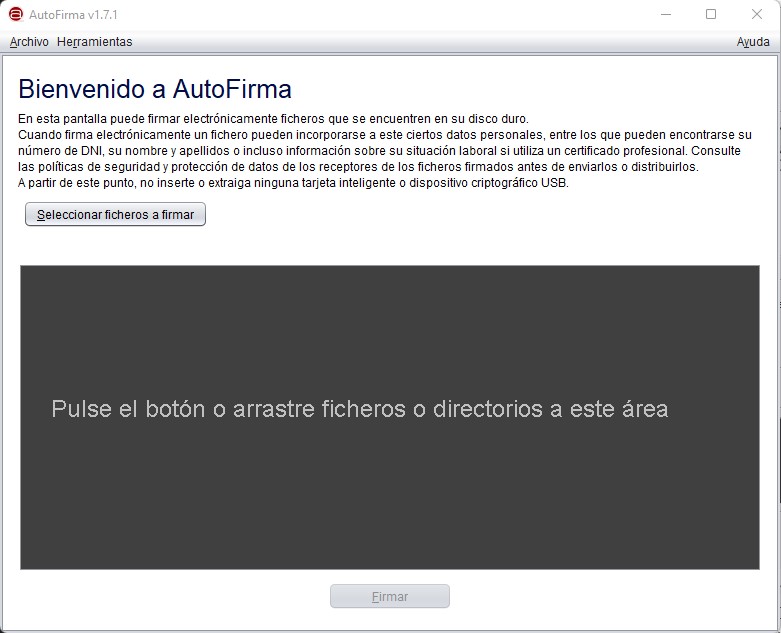 AutoFirma v1.7.1
Archivo Herramientas Ayuda
Bienvenido a AutoFirma
En esta pantalla puede firmar electrónicamente ficheros que se encuentren en su disco duro.
Cuando firma electrónicamente un fichero pueden incorporarse a este ciertos datos personales, entre los que pueden encontrarse su
número de DNI, su nombre y apellidos o incluso información sobre su situación laboral si utiliza un certificado profesional. Consulte
las políticas de seguridad y protección de datos de los receptores de los ficheros firmados antes de enviarlos o distribuirlos.
A partir de este punto, no inserte o extraiga ninguna tarjeta inteligente o dispositivo criptográfico USB.
Seleccionar ficheros a firmar
Pulse el botón o arrastre ficheros o directorios a este área
Firmar